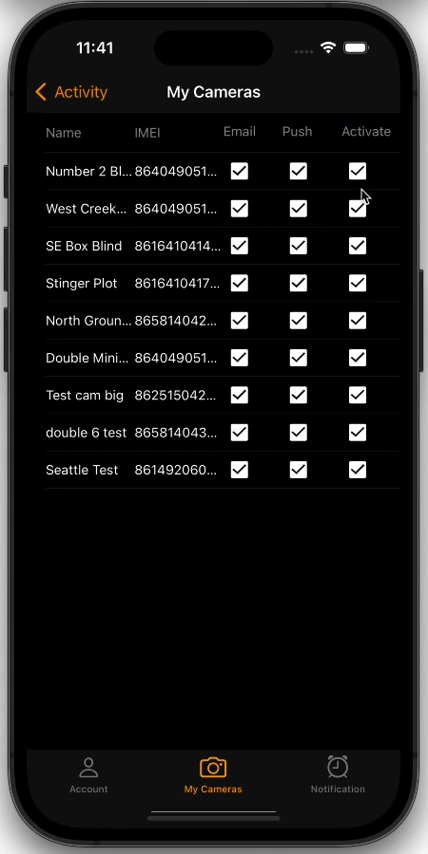 11:41
Activity My Cameras
Name IMEI Email Push Activate
Number 2 Bl... 864049051...
West Creek... 864049051...
SE Box Blind 8616410414...
Stinger Plot 8616410417...
North Groun... 865814042...
Double Mini... 864049051...
Test cam big 862515042...
double 6 test 865814043...
Seattle Test 861492060...
Account My Cameras Notification